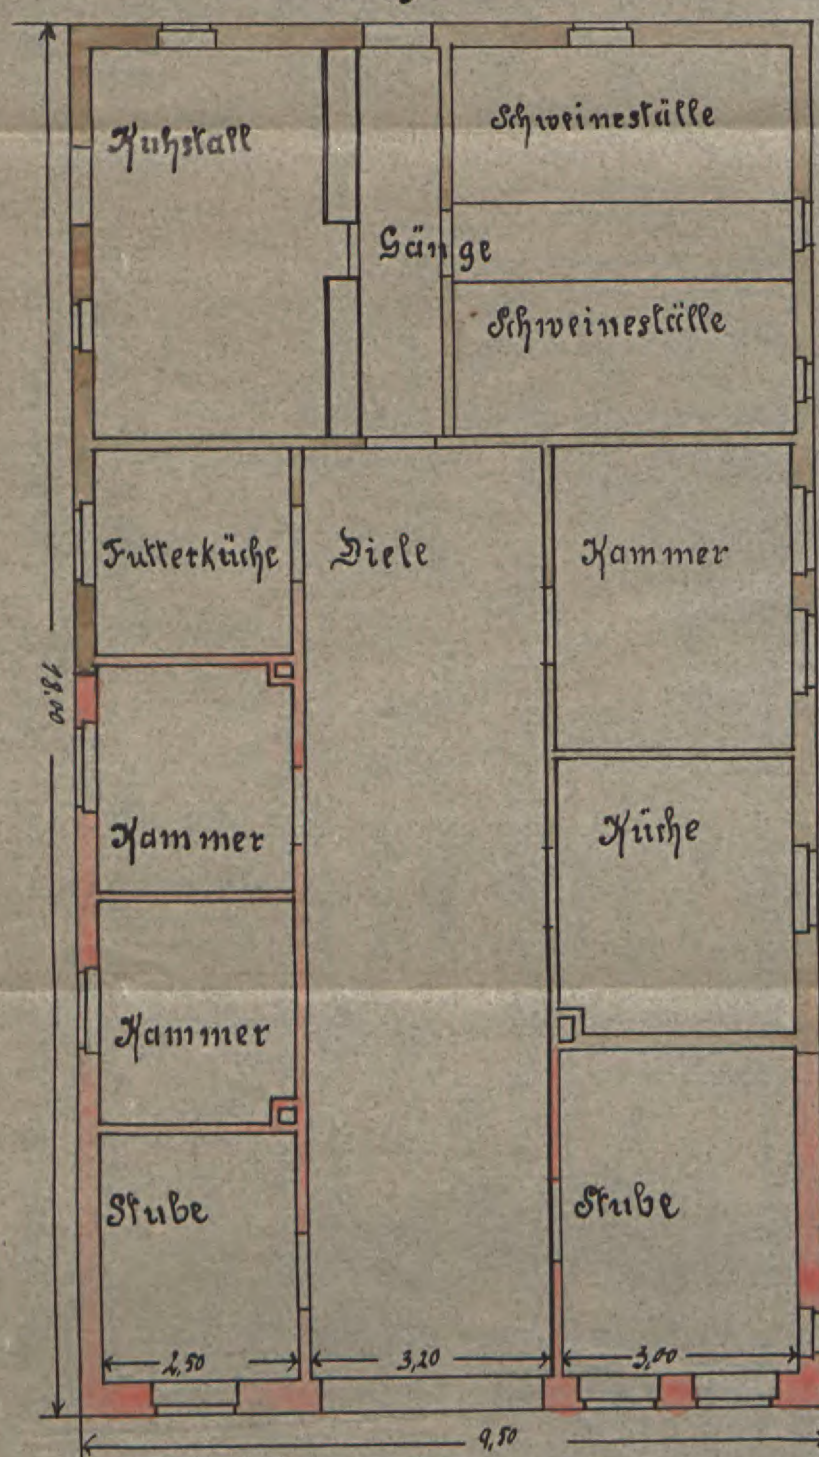 Kuhstall
Schweineställe
Gänge
Schweineställe
Futterküche
Diele
Kammer
18,00
Kammer
Küche
Kammer
Stube
Stube
2,50
3,20
3,00
9,50